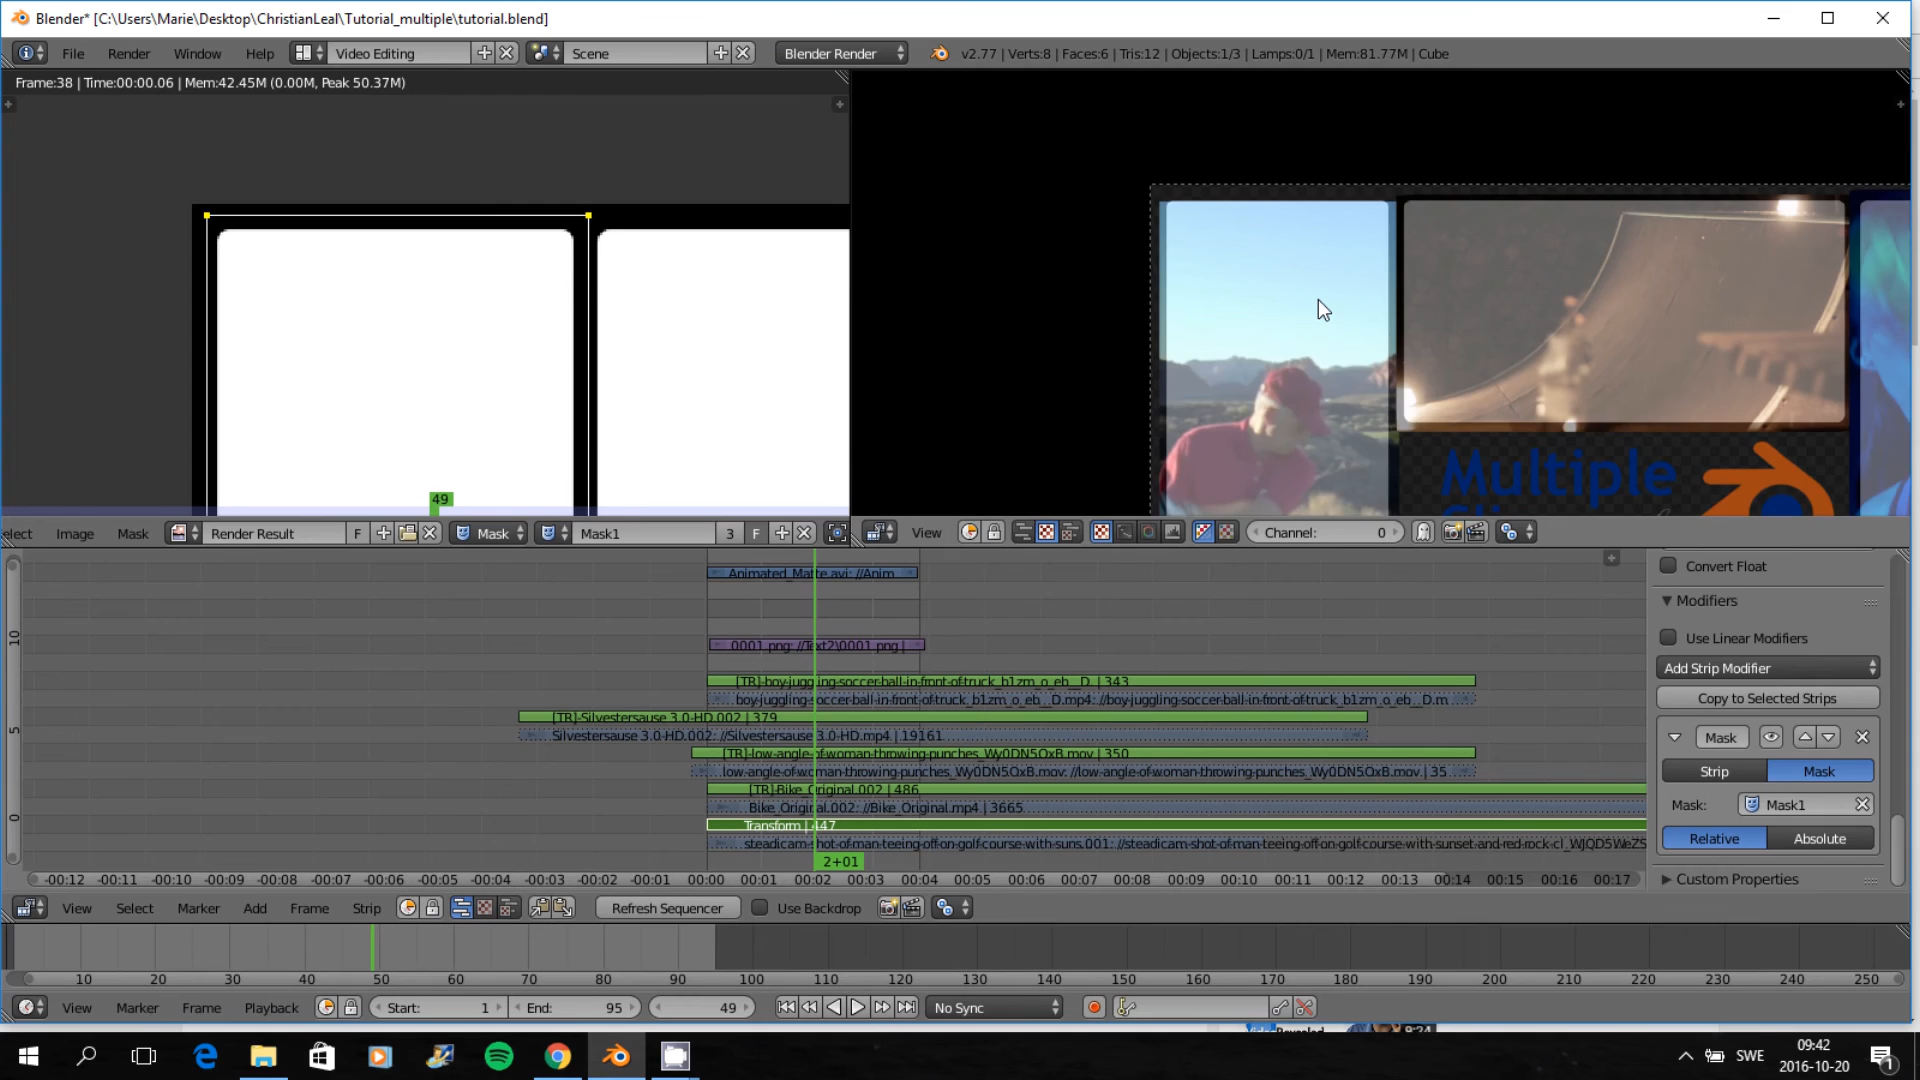 Blender* [C:\Users\Marie\Desktop\ChristianLeal\Tutorial_multiple\tutorial.blend]
File Render Window Help Video Editing Scene Blender Render v2.77 | Verts:8 | Faces:6 | Tris:12 | Objects:1/3 | Lamps:0/1 | Mem:81.77M | Cube
Frame:38 | Time:00:00.06 | Mem:42.45M (0.00M, Peak 50.37M)
Multiple
49
elect Image Mask Render Result F Mask Mask1 3 F View Channel: 0
Animated_Matte.avi: //Anim
Convert Float
Modifiers
10
Use Linear Modifiers
0001.png: //Text2\0001.png |
Add Strip Modifier
[TR]-boy-juggling-soccer-ball-in-front-of-truck_b1zm_o_eb__D. | 343
boy-juggling-soccer-ball-in-front-of-truck_b1zm_o_eb__D.mp4: //boy-juggling-soccer-ball-in-front-of-truck_b1zm_o_eb__D.m
Copy to Selected Strips
[TR]-Silvestersause 3.0-HD.002 | 379
5
Silvestersause 3.0-HD.002: //Silvestersause 3.0-HD.mp4 | 19161
Mask
[TR]-low-angle-of-woman-throwing-punches_Wy0DN5OxB.mov | 350
low-angle-of-woman-throwing-punches_Wy0DN5OxB.mov: //low-angle-of-woman-throwing-punches_Wy0DN5OxB.mov | 35
Strip Mask
[TR]-Bike_Original.002 | 486
Bike_Original.002: //Bike_Original.mp4 | 3665
Mask: Mask1
0
Transform | 447
Relative Absolute
steadicam-shot-of-man-teeing-off-on-golf-course-with-suns.001: //steadicam-shot-of-man-teeing-off-on-golf-course-with-sunset-and-red-rock-cl_WJQD5WeZS
2+01
-00:12 -00:11 -00:10 -00:09 -00:08 -00:07 -00:06 -00:05 -00:04 -00:03 -00:02 -00:01 00:00 00:01 00:02 00:03 00:04 00:05 00:06 00:07 00:08 00:09 00:10 00:11 00:12 00:13 00:14 00:15 00:16 00:17
Custom Properties
View Select Marker Add Frame Strip Refresh Sequencer Use Backdrop
10 20 30 40 50 60 70 80 90 100 110 120 130 140 150 160 170 180 190 200 210 220 230 240 250
View Marker Frame Playback Start: 1 End: 95 49 No Sync
9:24
SWE
09:42
2016-10-20
1